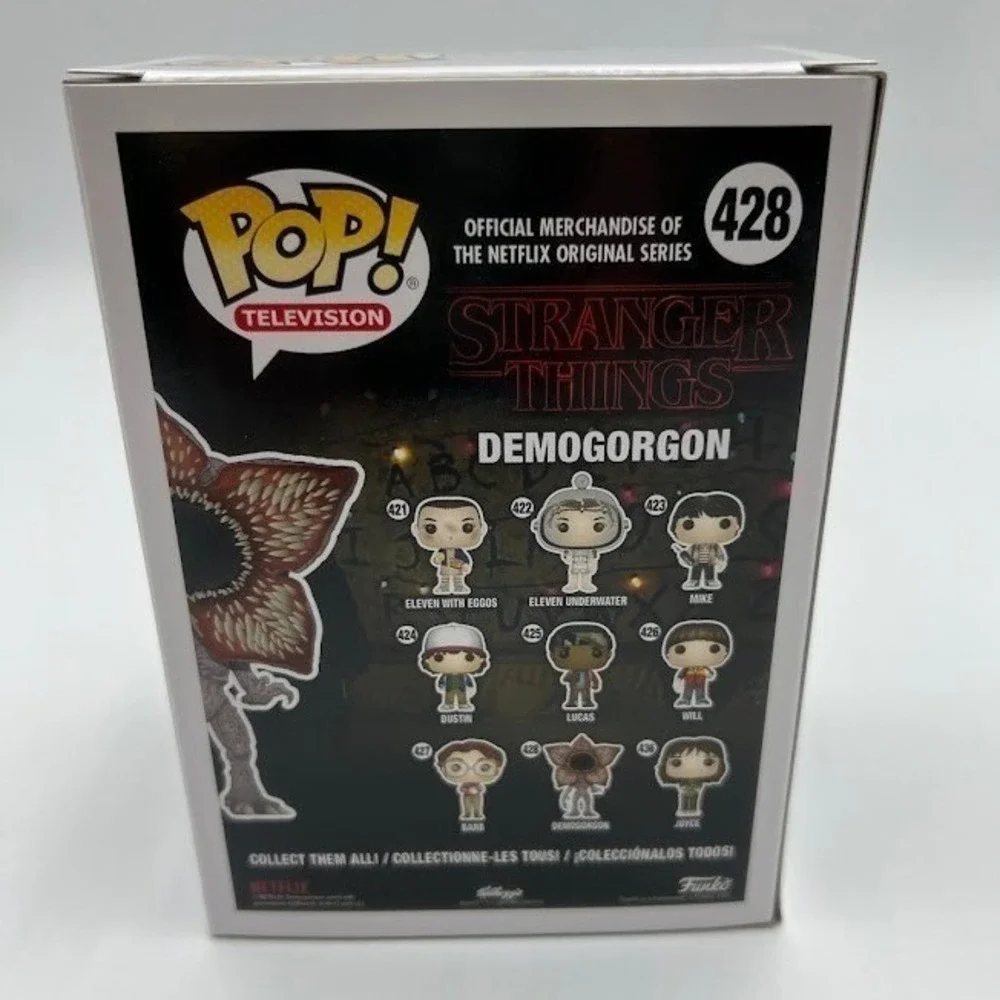 POP!®
TELEVISION
OFFICIAL MERCHANDISE OF
THE NETFLIX ORIGINAL SERIES
428
STRANGER
THINGS
DEMOGORGON
421
422
423
ELEVEN WITH EGGOS
ELEVEN UNDERWATER
MIKE
424
425
426
DUSTIN
LUCAS
WILL
427
428
436
BARB
DEMOGORGON
JOYCE
COLLECT THEM ALL! / COLLECTIONNE-LES TOUS! / ¡COLECCIÓNALOS TODOS!
NETFLIX
Kellogg's
Funko